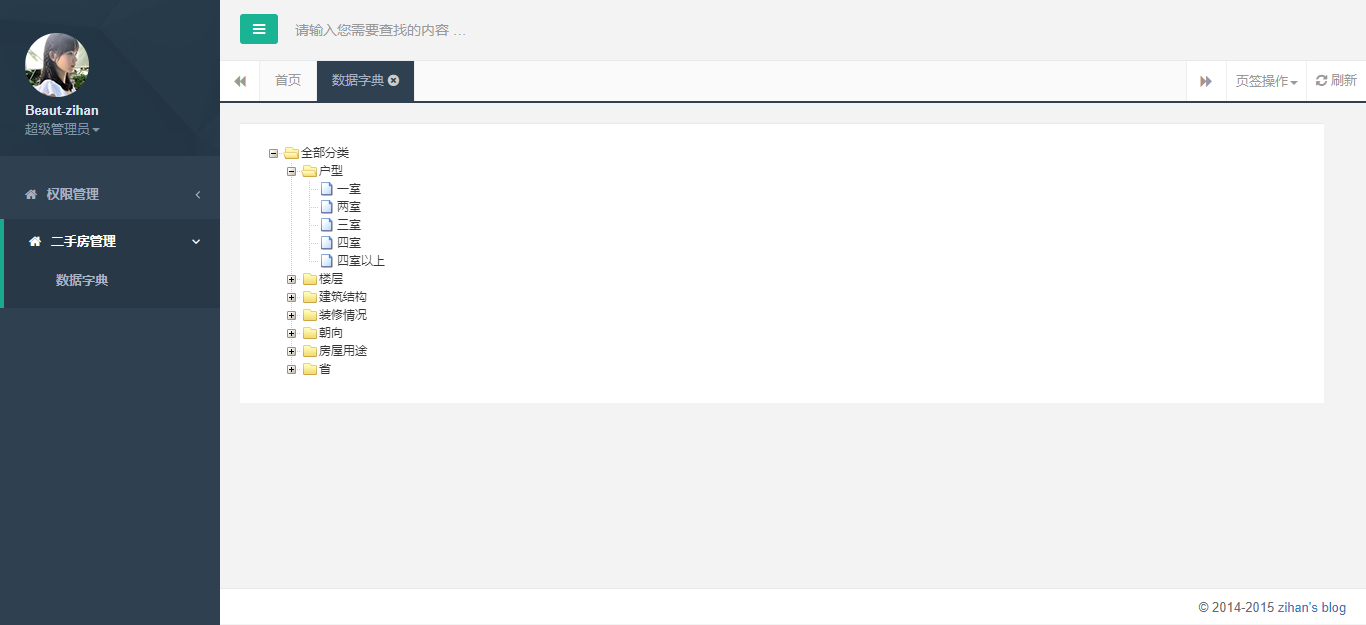 请输入您需要查找的内容 …
首页
数据字典
页签操作
刷新
Beaut-zihan
超级管理员
权限管理
二手房管理
数据字典
全部分类
户型
一室
两室
三室
四室
四室以上
楼层
建筑结构
装修情况
朝向
房屋用途
省
© 2014-2015 zihan's blog